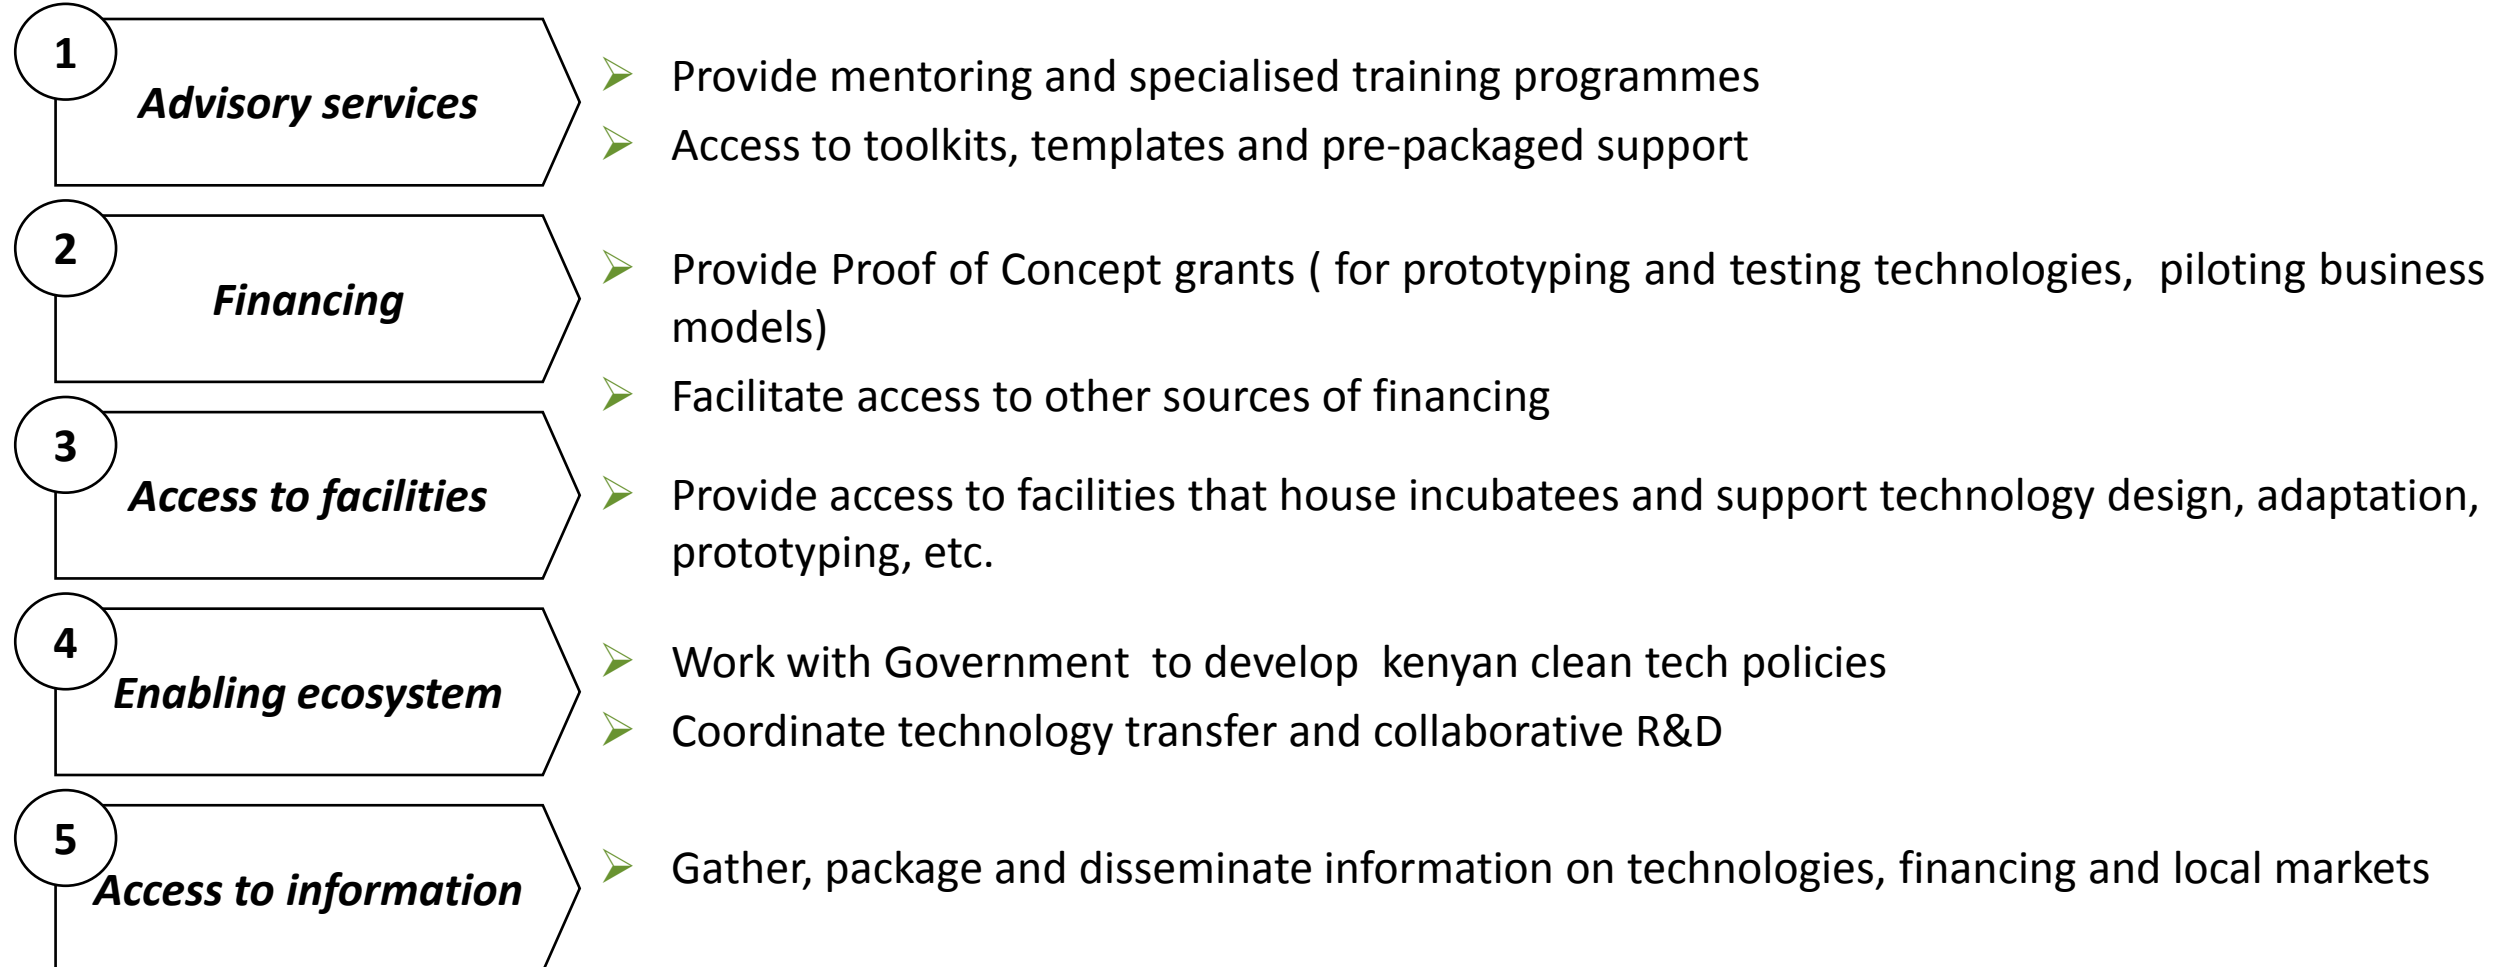 1
Advisory services
Provide mentoring and specialised training programmes
Access to toolkits, templates and pre-packaged support
2
Financing
Provide Proof of Concept grants ( for prototyping and testing technologies,  piloting business
models)
Facilitate access to other sources of financing
3
Access to facilities
Provide access to facilities that house incubatees and support technology design, adaptation,
prototyping, etc.
4
Enabling ecosystem
Work with Government  to develop  kenyan clean tech policies
Coordinate technology transfer and collaborative R&D
5
Access to information
Gather, package and disseminate information on technologies, financing and local markets